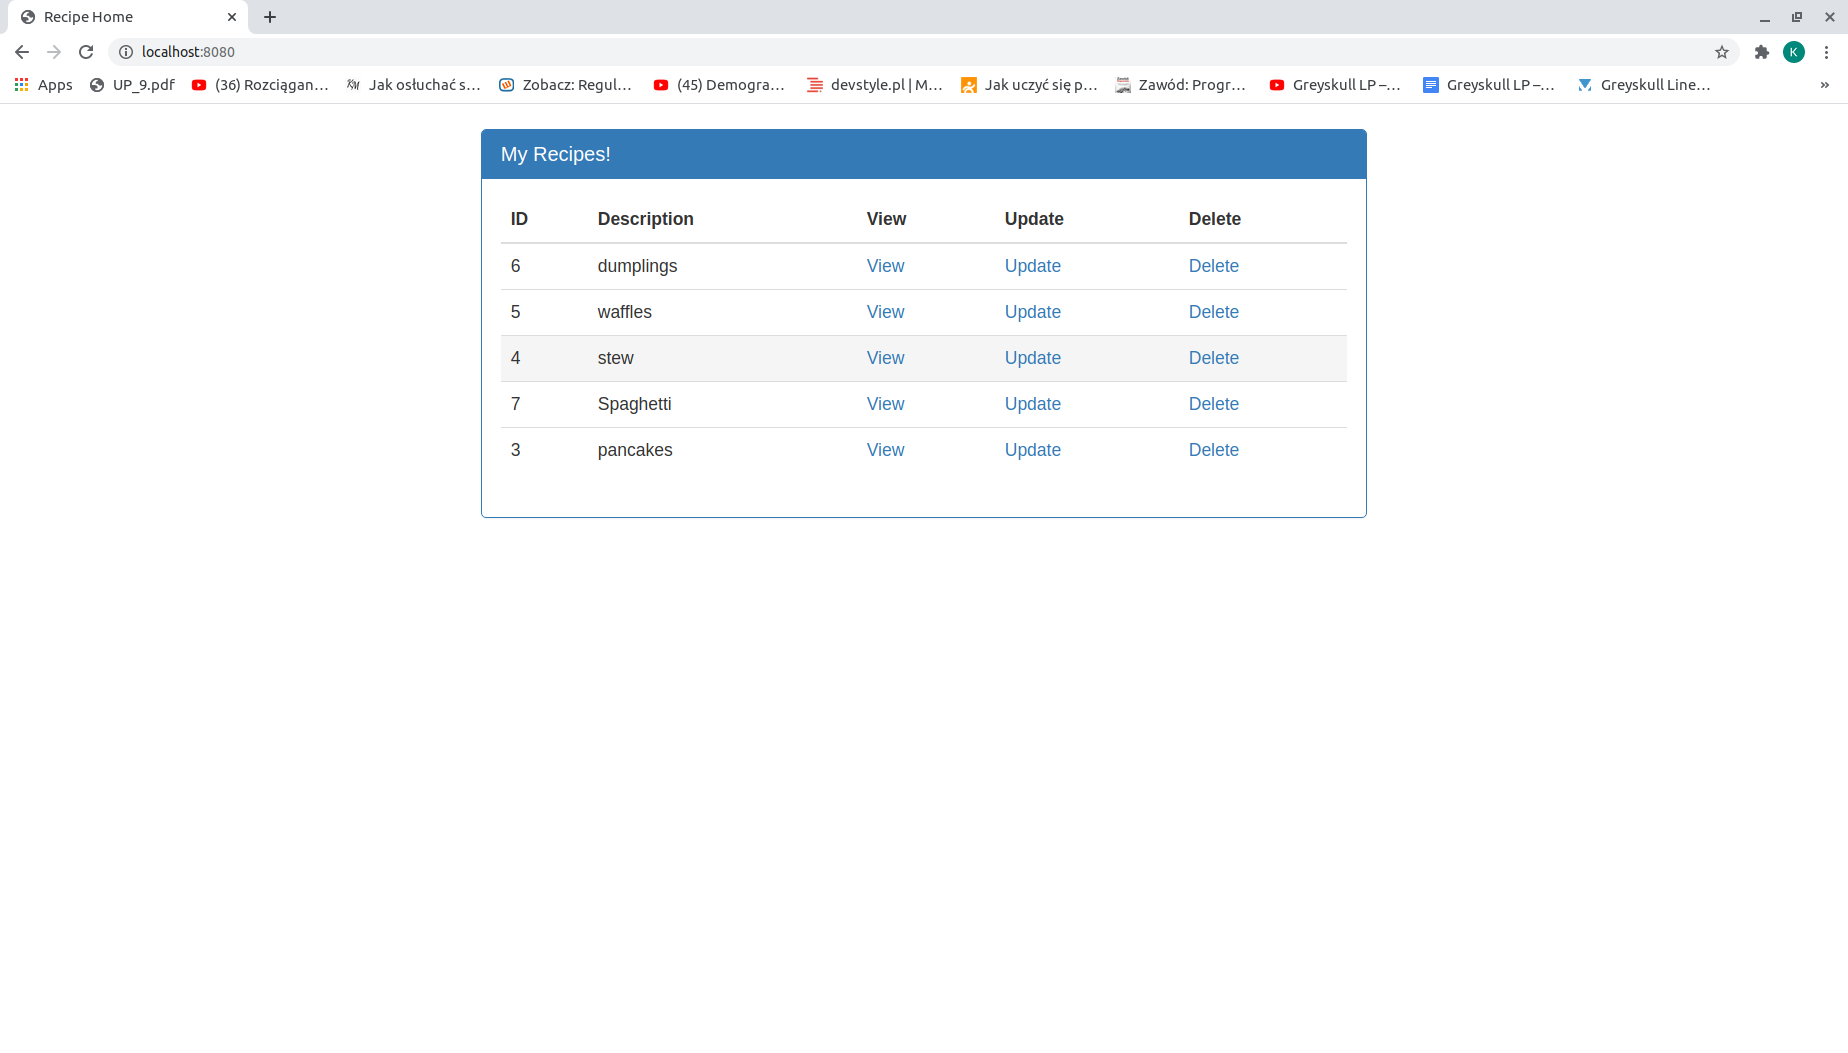 Recipe Home
localhost:8080
K
Apps UP_9.pdf (36) Rozciągan... Jak osłuchać s... Zobacz: Regul... (45) Demogra... devstyle.pl | M... Jak uczyć się p... Zawód: Progr... Greyskull LP –... Greyskull LP –... Greyskull Line... »
My Recipes!
ID Description View Update Delete
6 dumplings View Update Delete
5 waffles View Update Delete
4 stew View Update Delete
7 Spaghetti View Update Delete
3 pancakes View Update Delete